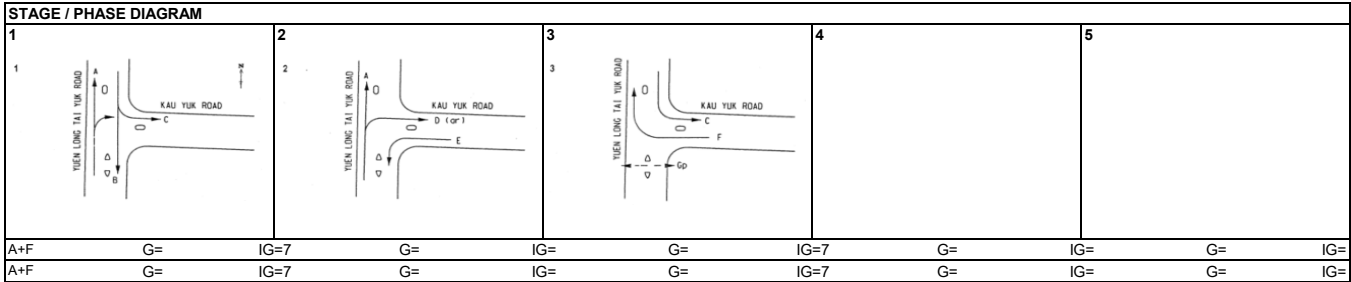 STAGE / PHASE DIAGRAM
1 2 3 4 5
1
YUEN LONG TAI YUK ROAD
A
N
KAU YUK ROAD
C
B
2
YUEN LONG TAI YUK ROAD
A
KAU YUK ROAD
D (ar)
E
3
YUEN LONG TAI YUK ROAD
KAU YUK ROAD
C
F
Gp
A+F G= IG=7 G= IG= G= IG=7 G= IG= G= IG=
A+F G= IG=7 G= IG= G= IG=7 G= IG= G= IG=